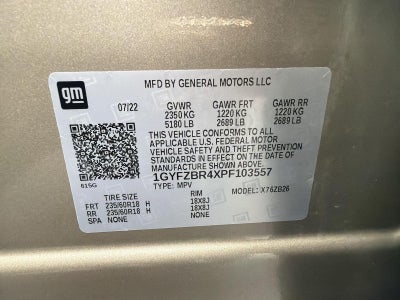 gm
MFD BY GENERAL MOTORS LLC
07/22 GVWR GAWR FRT GAWR RR
2350 KG 1220 KG 1220 KG
5180 LB 2689 LB 2689 LB
THIS VEHICLE CONFORMS TO ALL
APPLICABLE U.S. FEDERAL MOTOR
VEHICLE SAFETY AND THEFT PREVENTION
STANDARDS IN EFFECT ON THE DATE OF
MANUFACTURE SHOWN ABOVE.
1GYFZBR4XPF103557
615G TYPE: MPV MODEL: X76ZB26
TIRE SIZE RIM
FRT 235/60R18 H 18X8J
RR 235/60R18 H 18X8J
SPA NONE NONE